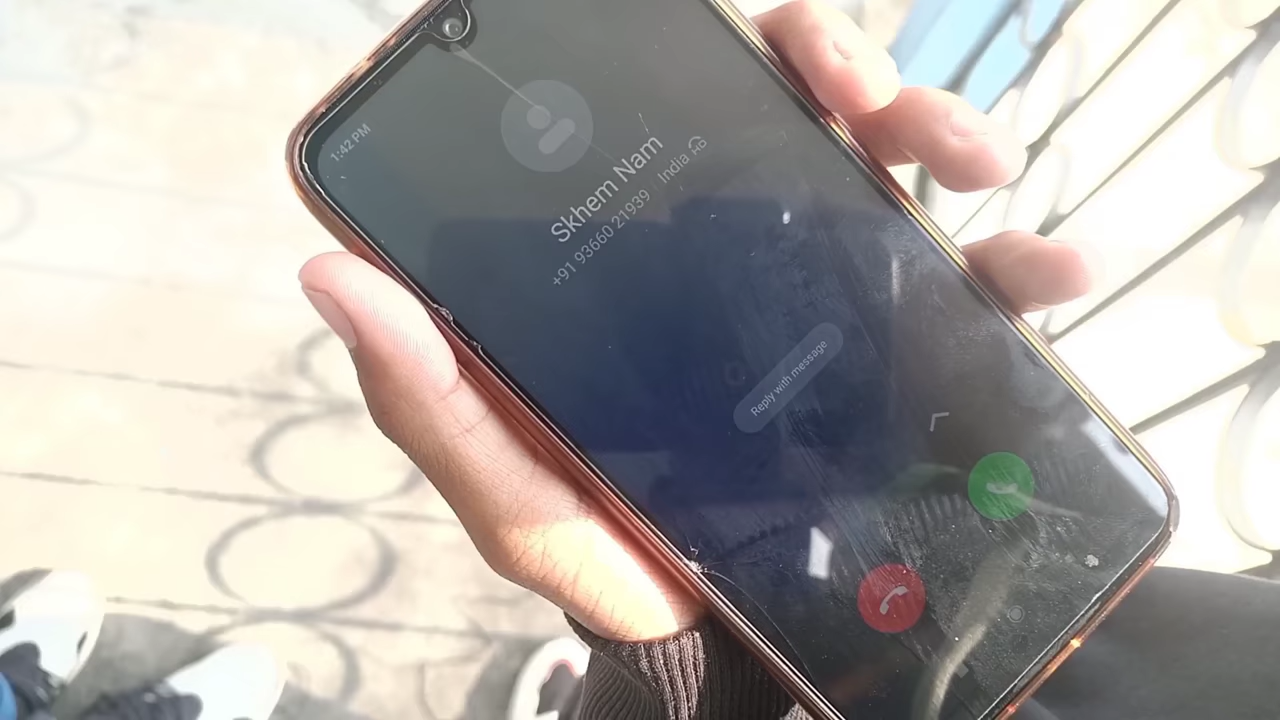 1:42 PM
Skhem Nam
+91 93660 21939 India
Reply with message